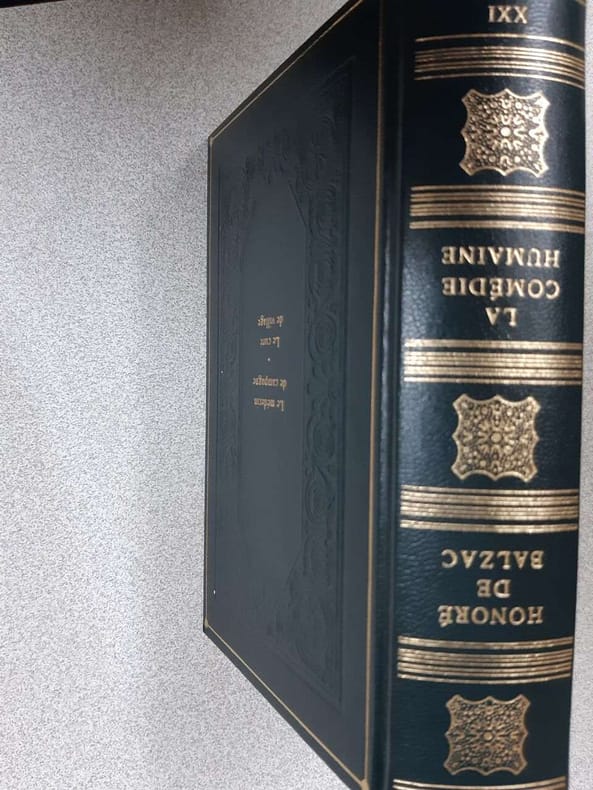 HONORÉ
DE
BALZAC
LA
COMÉDIE
HUMAINE
XXI
Le médecin
de campagne
•
Le curé
de village